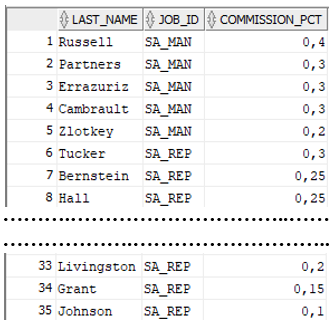 LAST_NAME JOB_ID COMMISSION_PCT
1 Russell SA_MAN 0,4
2 Partners SA_MAN 0,3
3 Errazuriz SA_MAN 0,3
4 Cambrault SA_MAN 0,3
5 Zlotkey SA_MAN 0,2
6 Tucker SA_REP 0,3
7 Bernstein SA_REP 0,25
8 Hall SA_REP 0,25
33 Livingston SA_REP 0,2
34 Grant SA_REP 0,15
35 Johnson SA_REP 0,1